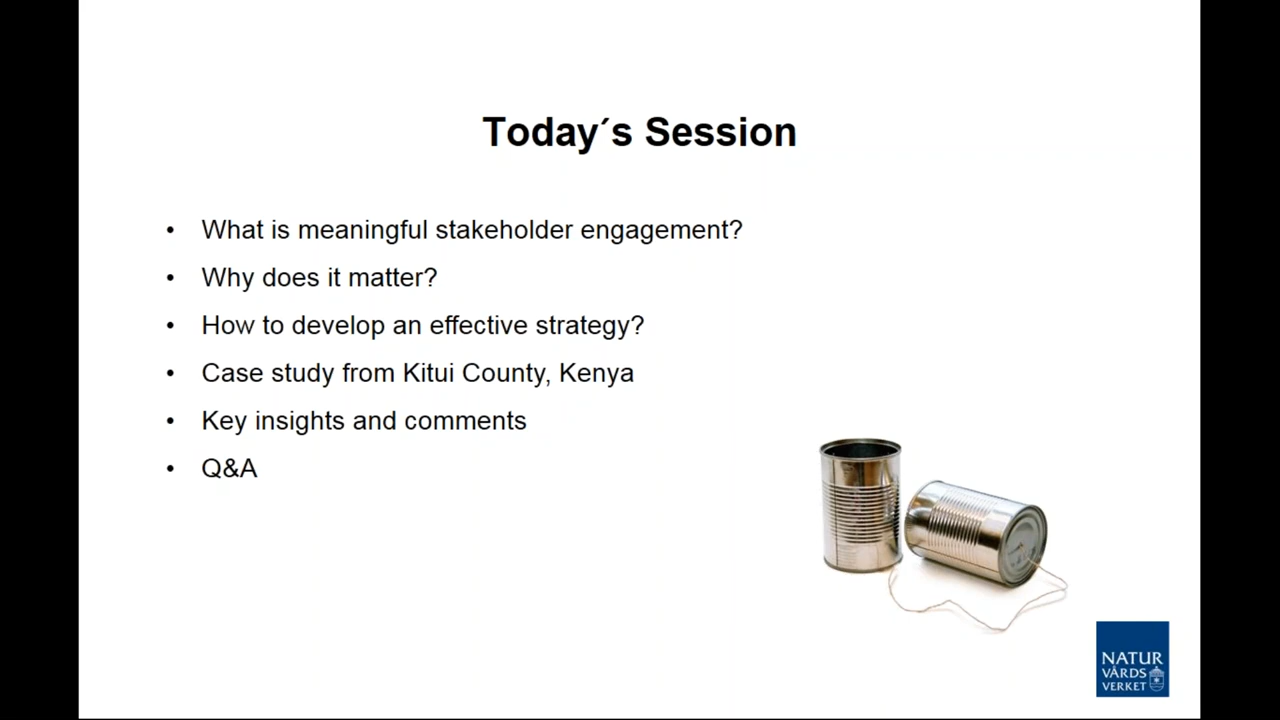 Today´s Session
• What is meaningful stakeholder engagement?
• Why does it matter?
• How to develop an effective strategy?
• Case study from Kitui County, Kenya
• Key insights and comments
• Q&A
NATUR
VÅRDS
VERKET